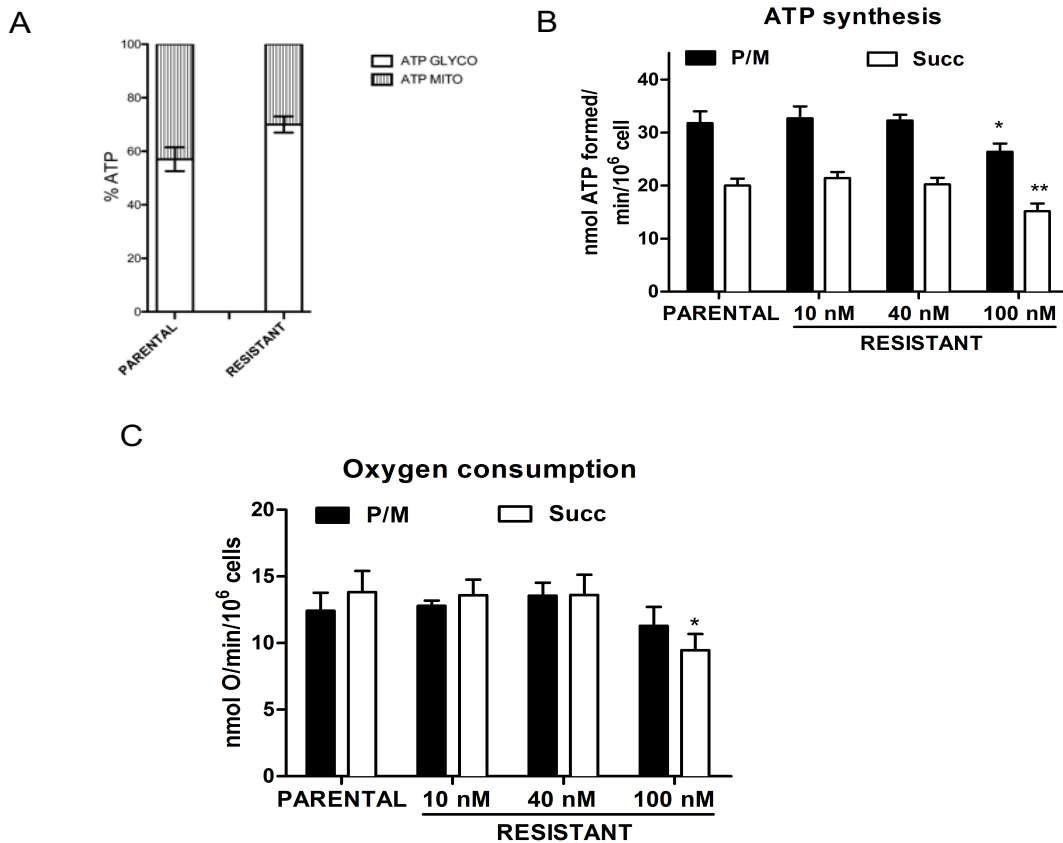 A
100
80
60
40
20
0
% ATP
ATP GLYCO
ATP MITO
PARENTAL
RESISTANT
B
ATP synthesis
P/M
Succ
nmol ATP formed/
min/10⁶ cell
40
30
20
10
0
*
**
PARENTAL 10 nM 40 nM 100 nM
RESISTANT
C
Oxygen consumption
P/M
Succ
nmol O/min/10⁶ cells
20
15
10
5
0
*
PARENTAL 10 nM 40 nM 100 nM
RESISTANT